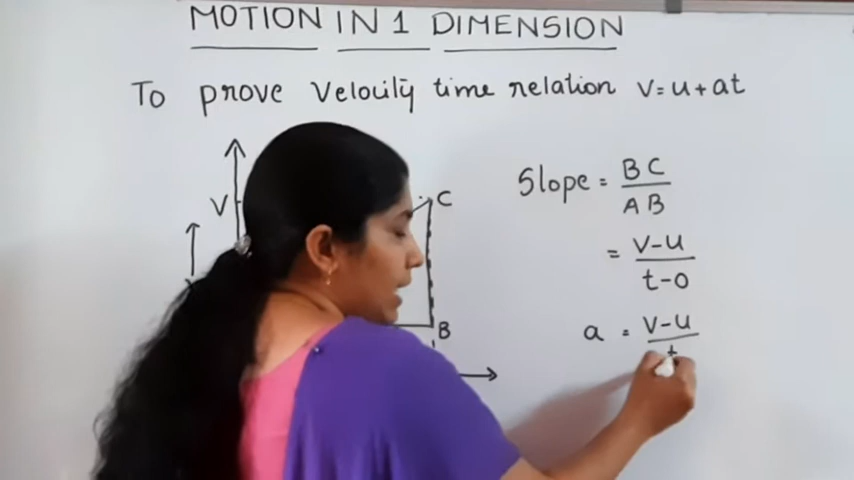 MOTION IN 1 DIMENSION
To prove Velocity time relation v=u+at
V
C
B
Slope = BC
AB
= v-u
t-0
a = v-u
t